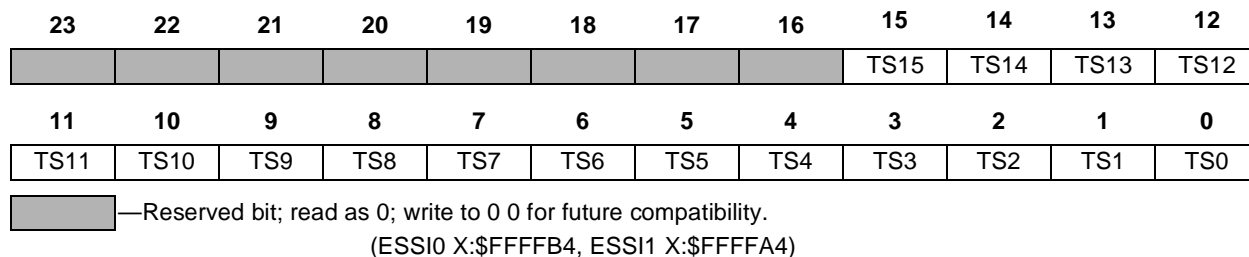 23 22 21 20 19 18 17 16 15 14 13 12
TS15 TS14 TS13 TS12
11 10 9 8 7 6 5 4 3 2 1 0
TS11 TS10 TS9 TS8 TS7 TS6 TS5 TS4 TS3 TS2 TS1 TS0
—Reserved bit; read as 0; write to 0 0 for future compatibility.
(ESSI0 X:$FFFFB4, ESSI1 X:$FFFFA4)